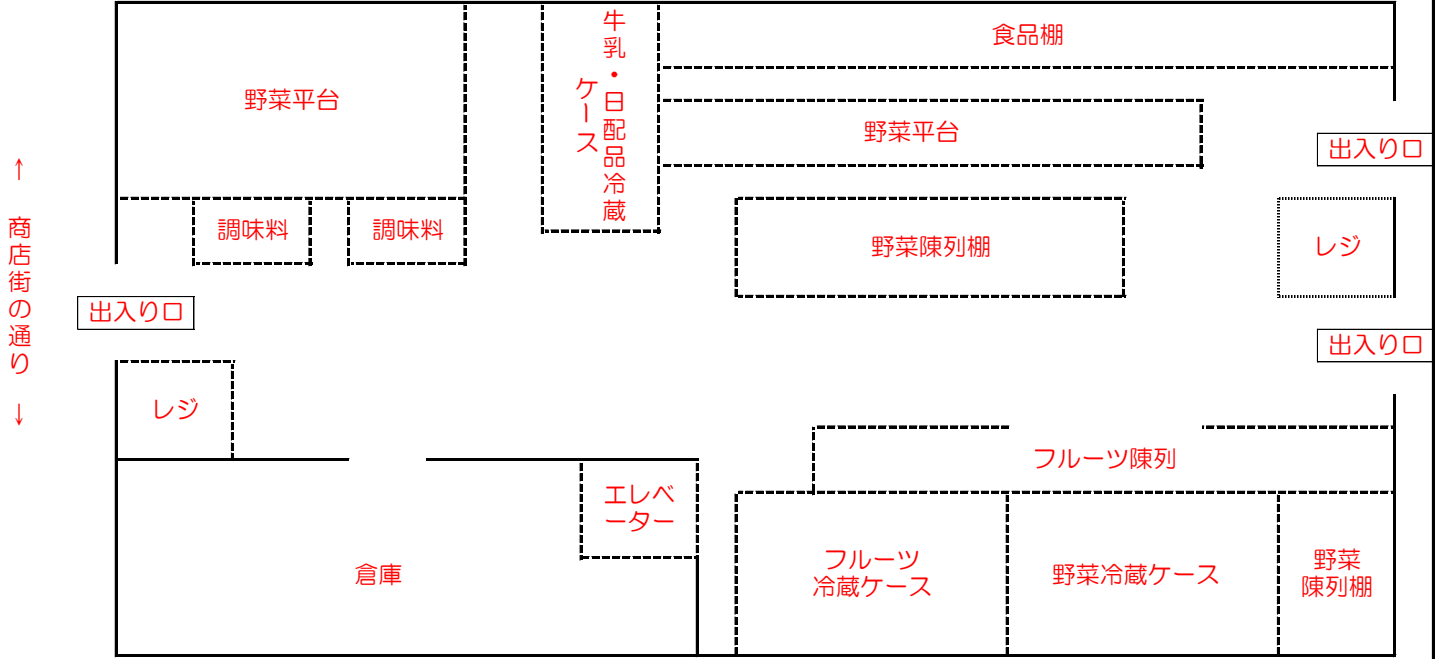 食品棚
牛乳・日配品冷蔵
ケース
野菜平台
野菜平台
出入り口
↑ 商店街の通り ↓
調味料
調味料
野菜陳列棚
レジ
出入り口
出入り口
レジ
フルーツ陳列
エレベ
ーター
倉庫
フルーツ
冷蔵ケース
野菜冷蔵ケース
野菜
陳列棚